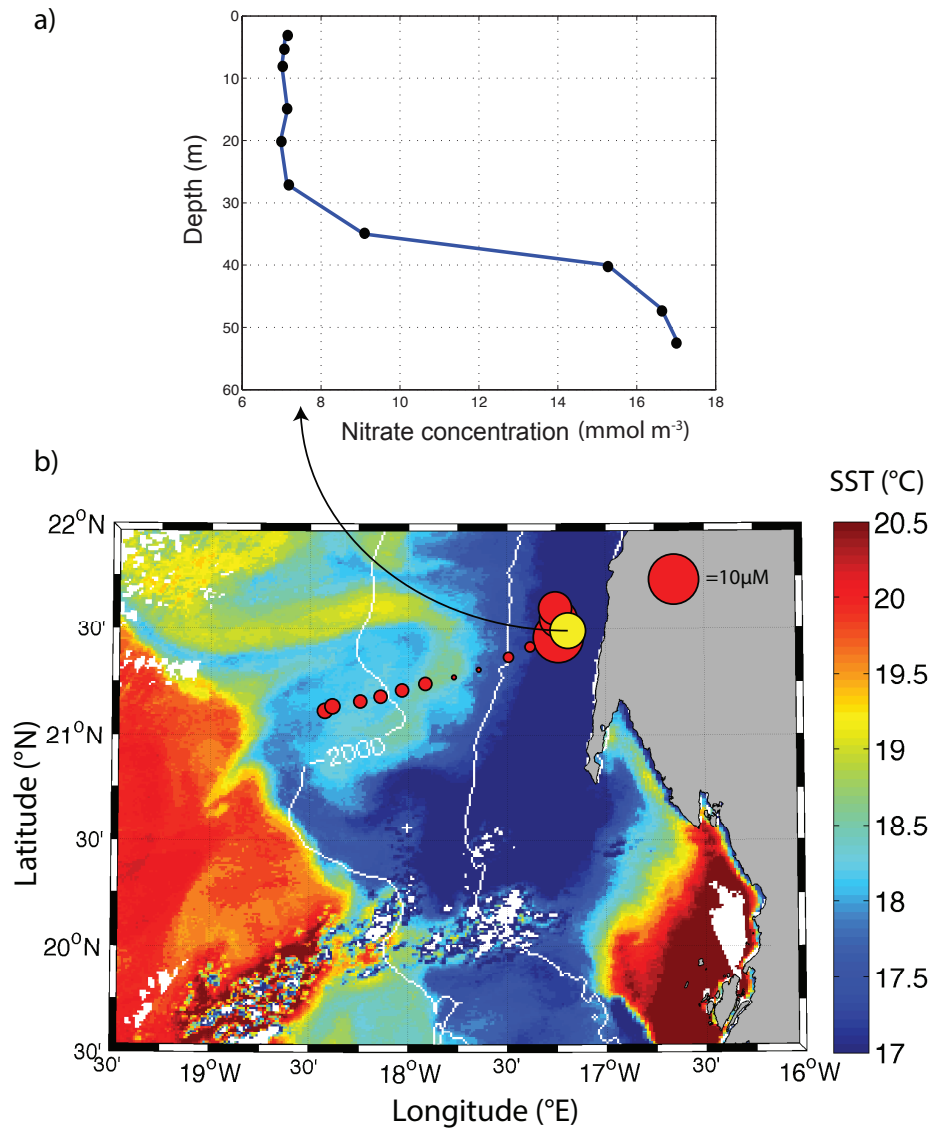 a)
0
10
20
30
40
50
60
Depth (m)
6 8 10 12 14 16 18
Nitrate concentration (mmol m⁻³)
b)
SST (°C)
22°N
30'
21°N
30'
20°N
30'
Latitude (°N)
=10µM
−2000
20.5
20
19.5
19
18.5
18
17.5
17
30' 19°W 30' 18°W 30' 17°W 30' 16°W
Longitude (°E)